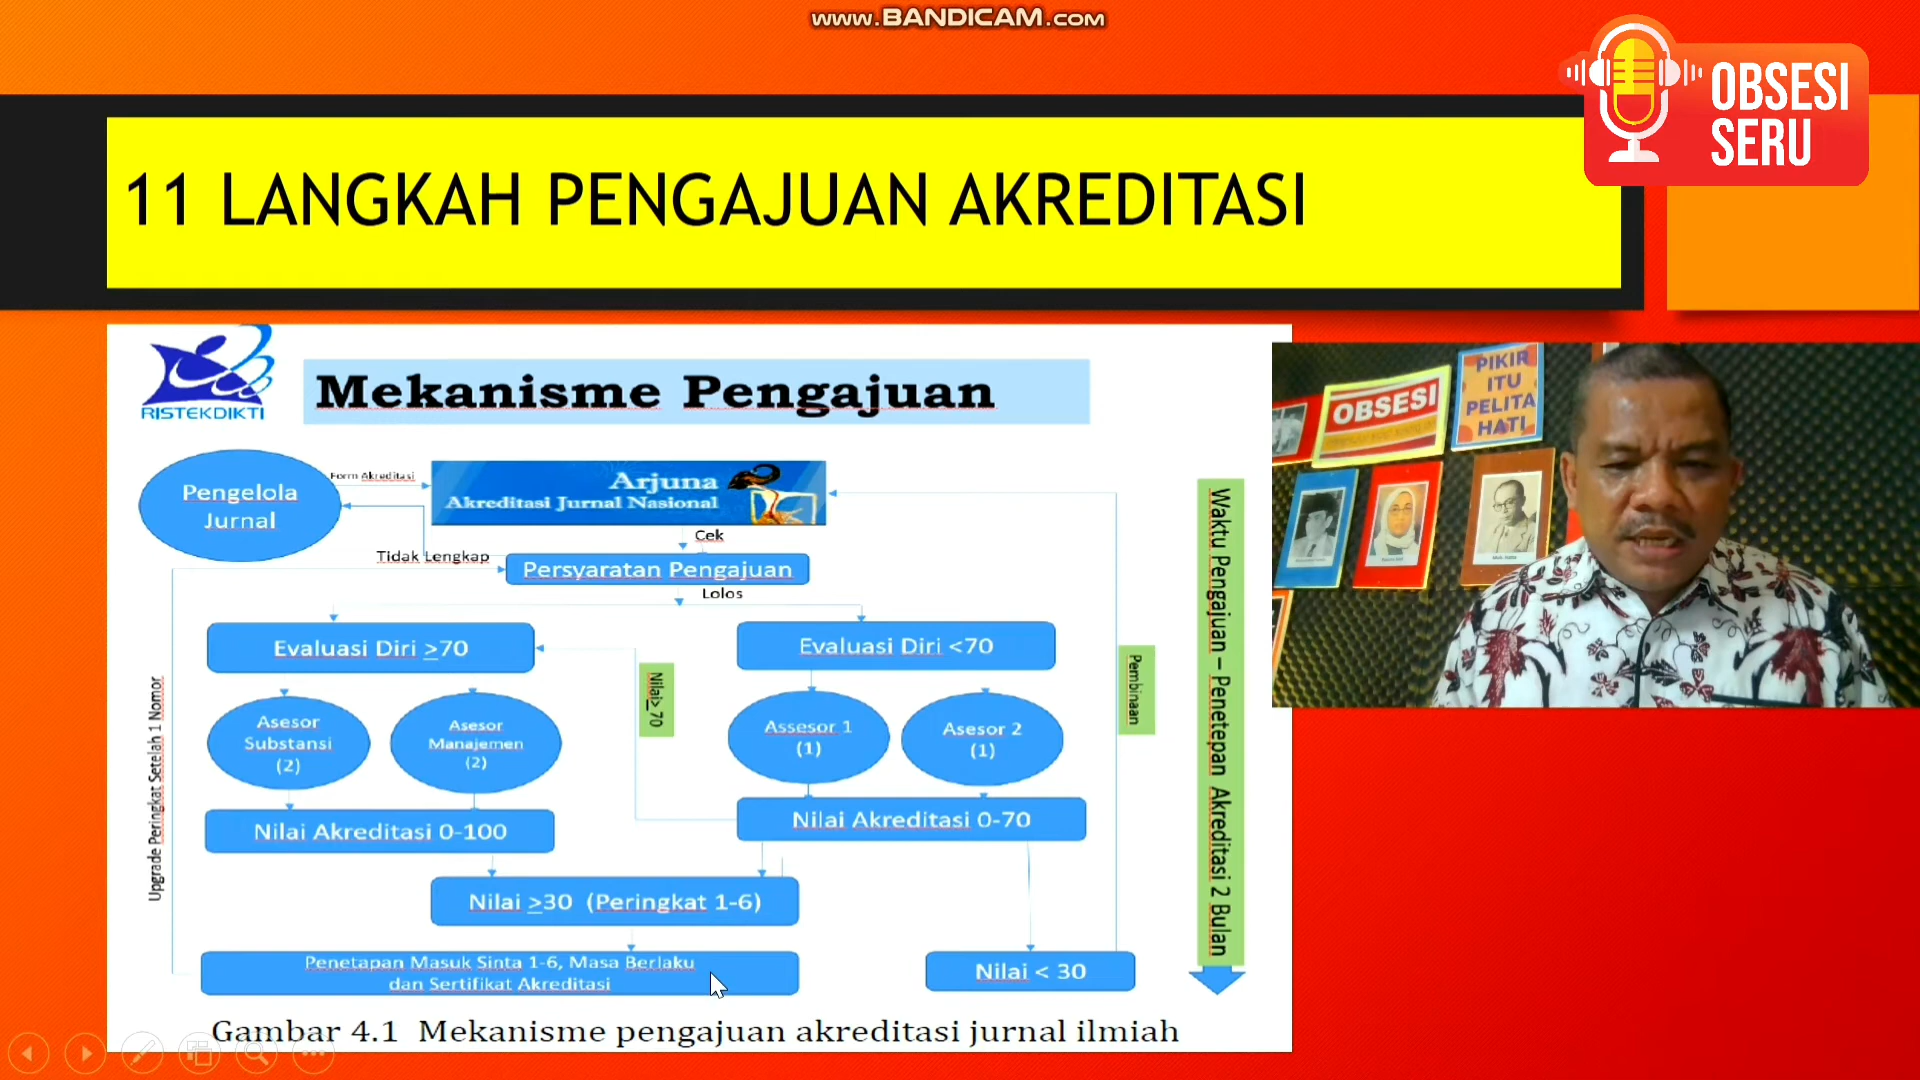 www.BANDICAM.com
OBSESI
SERU
11 LANGKAH PENGAJUAN AKREDITASI
RISTEKDIKTI
Mekanisme Pengajuan
PIKIR
ITU
PELITA
HATI
OBSESI
Pengelola
Jurnal
Form Akreditasi
Arjuna
Akreditasi Jurnal Nasional
Cek
Tidak Lengkap
Persyaratan Pengajuan
Lolos
Evaluasi Diri ≥70
Evaluasi Diri <70
Asesor
Substansi
(2)
Asesor
Manajemen
(2)
Nilai≥ 70
Assesor 1
(1)
Asesor 2
(1)
Pembinaan
Waktu Pengajuan – Penetepan Akreditasi 2 Bulan
Upgrade Peringkat Setelah 1 Nomor
Nilai Akreditasi 0-100
Nilai Akreditasi 0-70
Nilai ≥30 (Peringkat 1-6)
Penetapan Masuk Sinta 1-6, Masa Berlaku
dan Sertifikat Akreditasi
Nilai < 30
Gambar 4.1 Mekanisme pengajuan akreditasi jurnal ilmiah